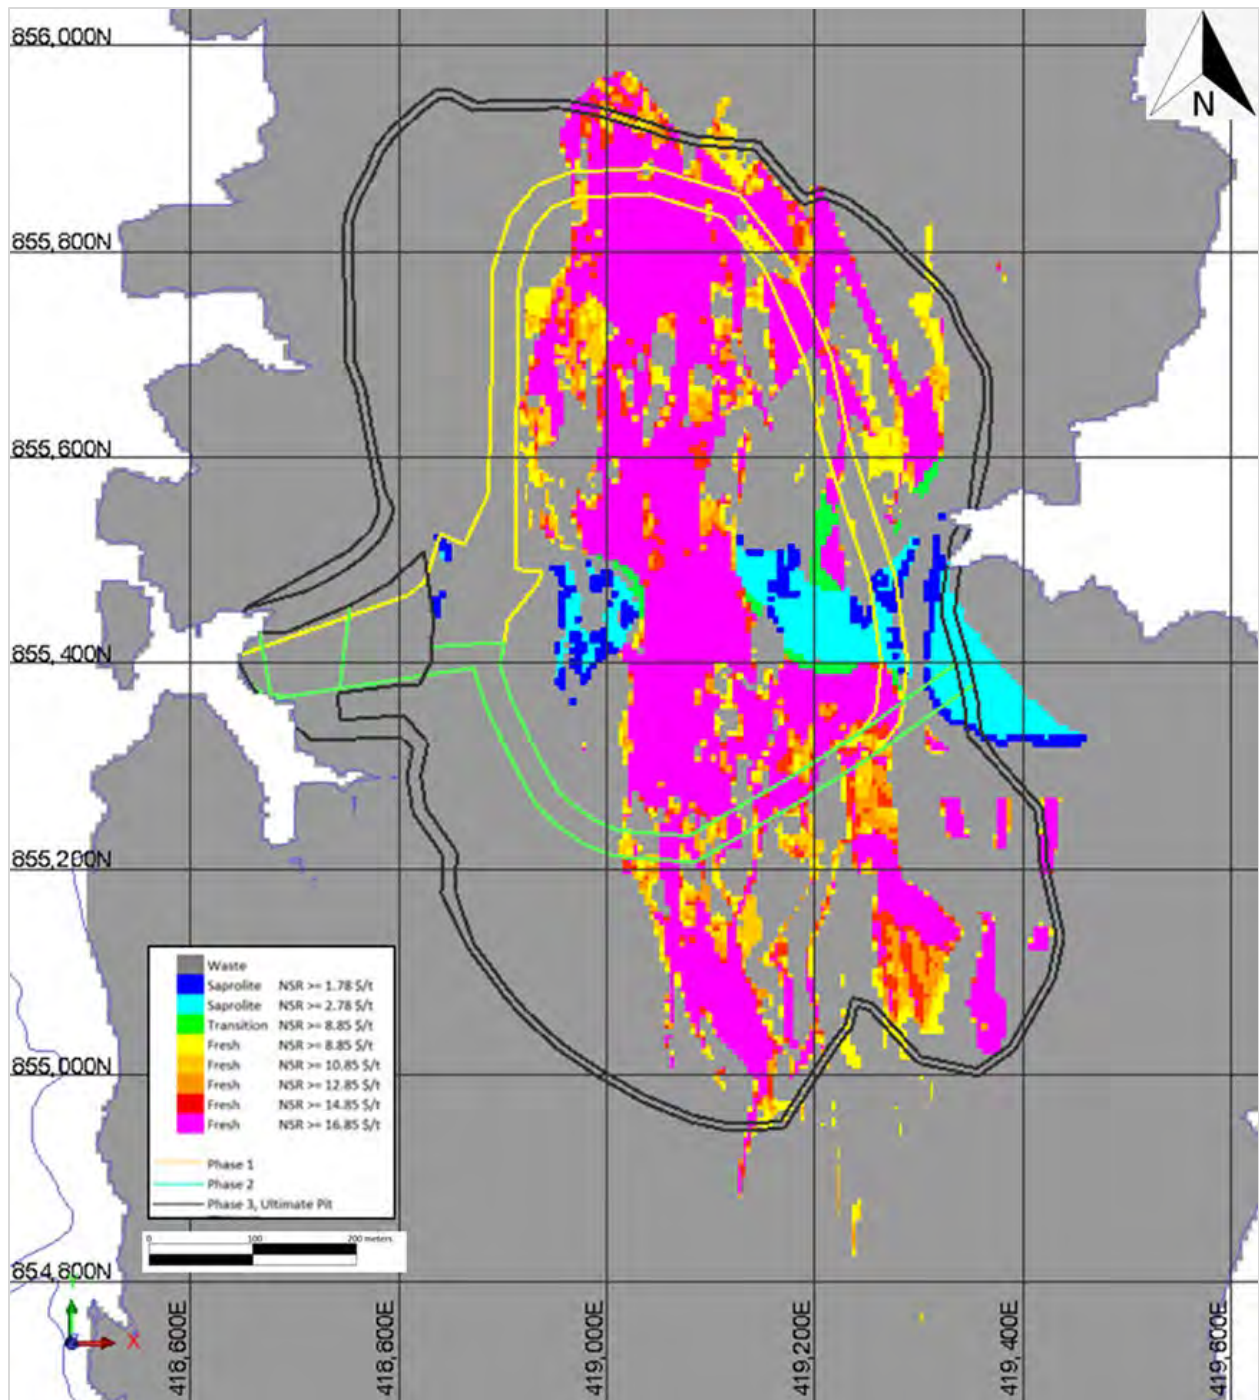 856,000N
N
855,800N
855,600N
855,400N
855,200N
Waste
Saprolite NSR >= 1.78 $/t
Saprolite NSR >= 2.78 $/t
Transition NSR >= 8.85 $/t
Fresh NSR >= 8.85 $/t
Fresh NSR >= 10.85 $/t
Fresh NSR >= 12.85 $/t
Fresh NSR >= 14.85 $/t
Fresh NSR >= 16.85 $/t
Phase 1
Phase 2
Phase 3, Ultimate Pit
855,000N
0 100 200 meters
854,800N
Y
X
418,600E
418,800E
419,000E
419,200E
419,400E
419,600E